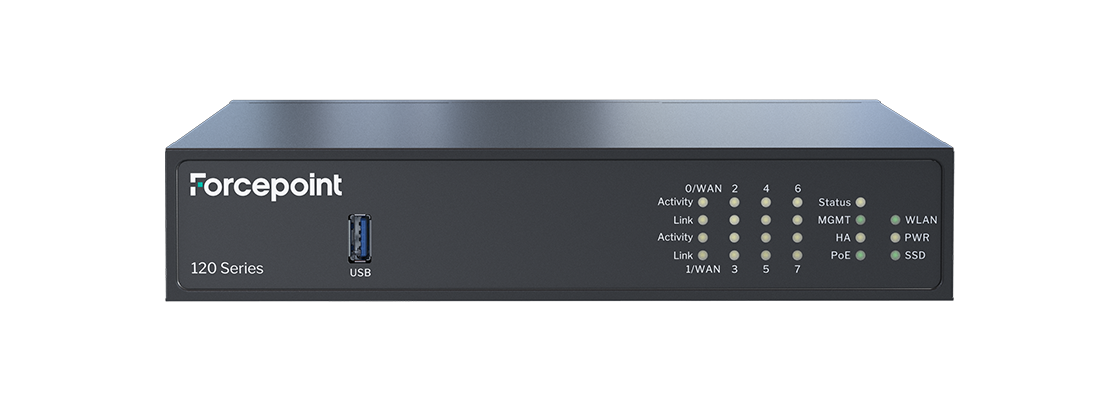 Forcepoint
120 Series
USB
0/WAN 2 4 6
Activity
Link
Activity
Link
1/WAN 3 5 7
Status
MGMT WLAN
HA PWR
PoE SSD